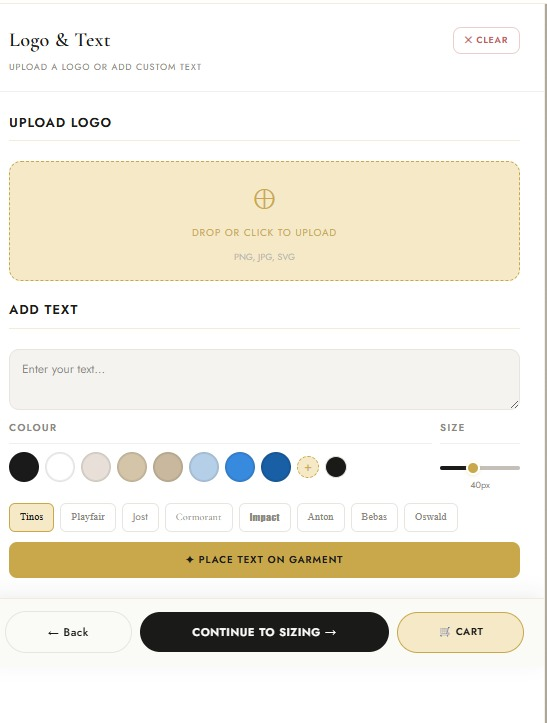 Logo & Text
× CLEAR
UPLOAD A LOGO OR ADD CUSTOM TEXT
UPLOAD LOGO
DROP OR CLICK TO UPLOAD
PNG, JPG, SVG
ADD TEXT
Enter your text...
COLOUR
SIZE
+
40px
Tinos
Playfair
Jost
Cormorant
Impact
Anton
Bebas
Oswald
✦ PLACE TEXT ON GARMENT
← Back
CONTINUE TO SIZING →
🛒 CART